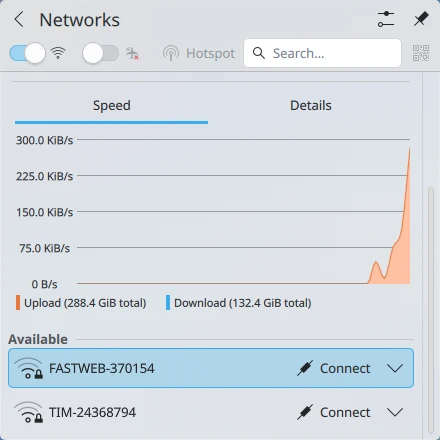 Networks
Hotspot
Search...
Speed Details
300.0 KiB/s
225.0 KiB/s
150.0 KiB/s
75.0 KiB/s
0 B/s
Upload (288.4 GiB total) Download (132.4 GiB total)
Available
FASTWEB-370154 Connect
TIM-24368794 Connect